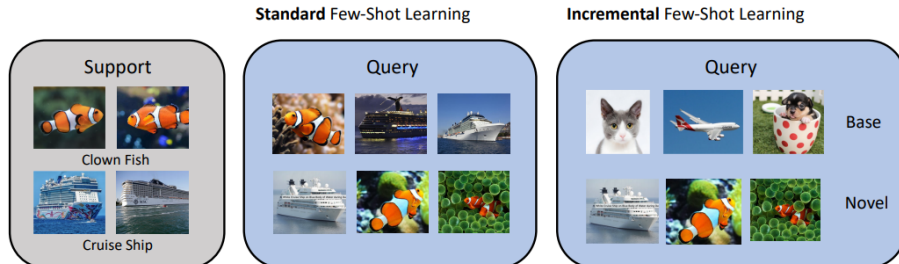 Standard Few-Shot Learning
Incremental Few-Shot Learning
Support
Clown Fish
Cruise Ship
Query
Query
Base
Novel